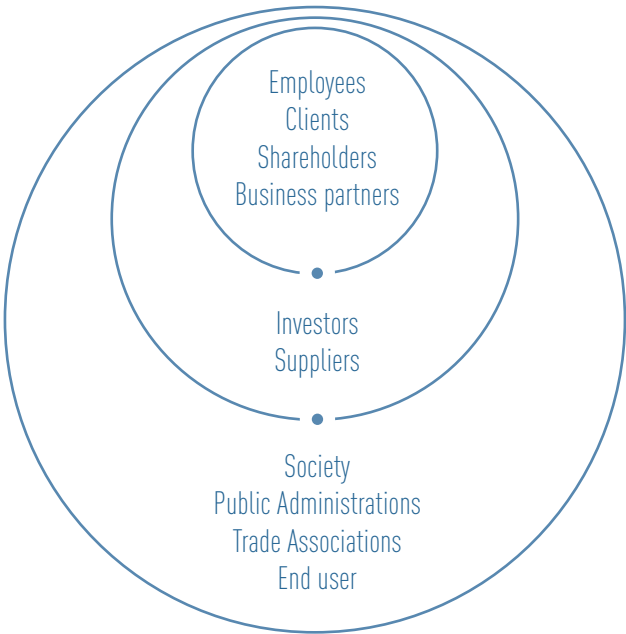 Employees
Clients
Shareholders
Business partners
Investors
Suppliers
Society
Public Administrations
Trade Associations
End user